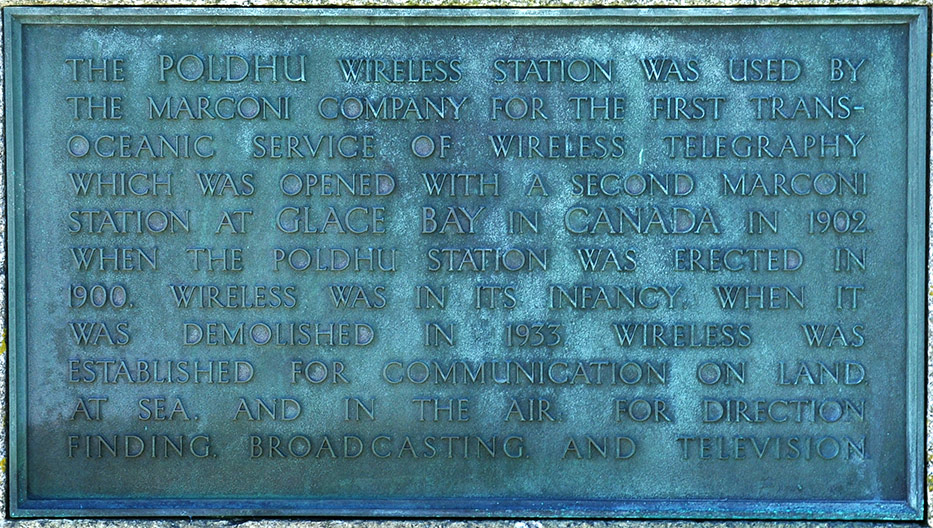 THE POLDHU WIRELESS STATION WAS USED BY
THE MARCONI COMPANY FOR THE FIRST TRANS-
OCEANIC SERVICE OF WIRELESS TELEGRAPHY
WHICH WAS OPENED WITH A SECOND MARCONI
STATION AT GLACE BAY IN CANADA IN 1902.
WHEN THE POLDHU STATION WAS ERECTED IN
1900, WIRELESS WAS IN ITS INFANCY. WHEN IT
WAS DEMOLISHED IN 1933 WIRELESS WAS
ESTABLISHED FOR COMMUNICATION ON LAND,
AT SEA, AND IN THE AIR, FOR DIRECTION
FINDING, BROADCASTING, AND TELEVISION.